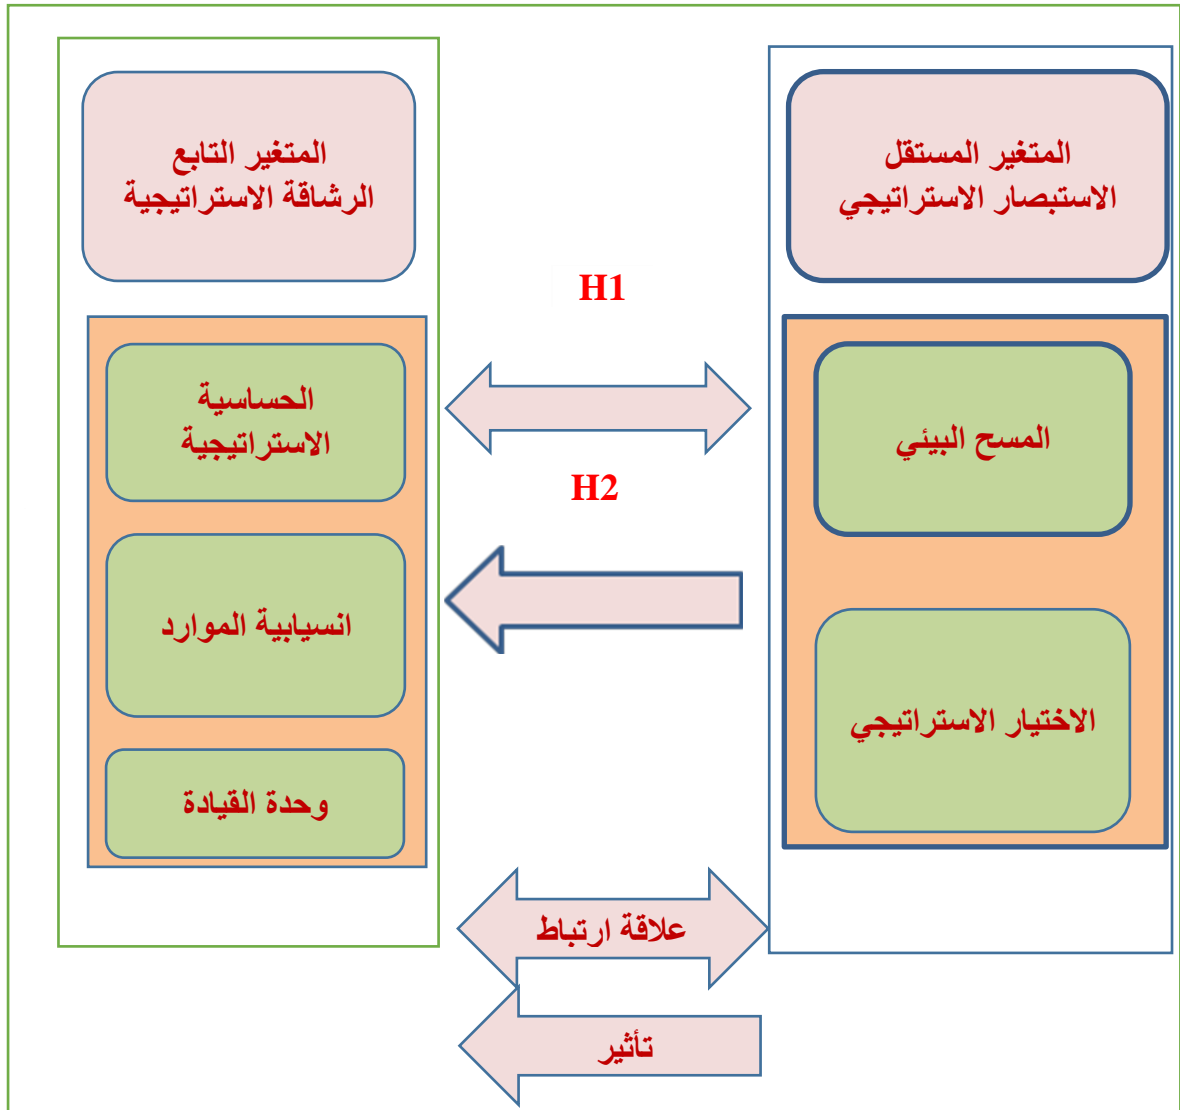 المتغير المستقل
الاستبصار الاستراتيجي
المتغير التابع
الرشاقة الاستراتيجية
H1
المسح البيئي
الحساسية
الاستراتيجية
H2
انسيابية الموارد
الاختيار الاستراتيجي
وحدة القيادة
علاقة ارتباط
تأثير